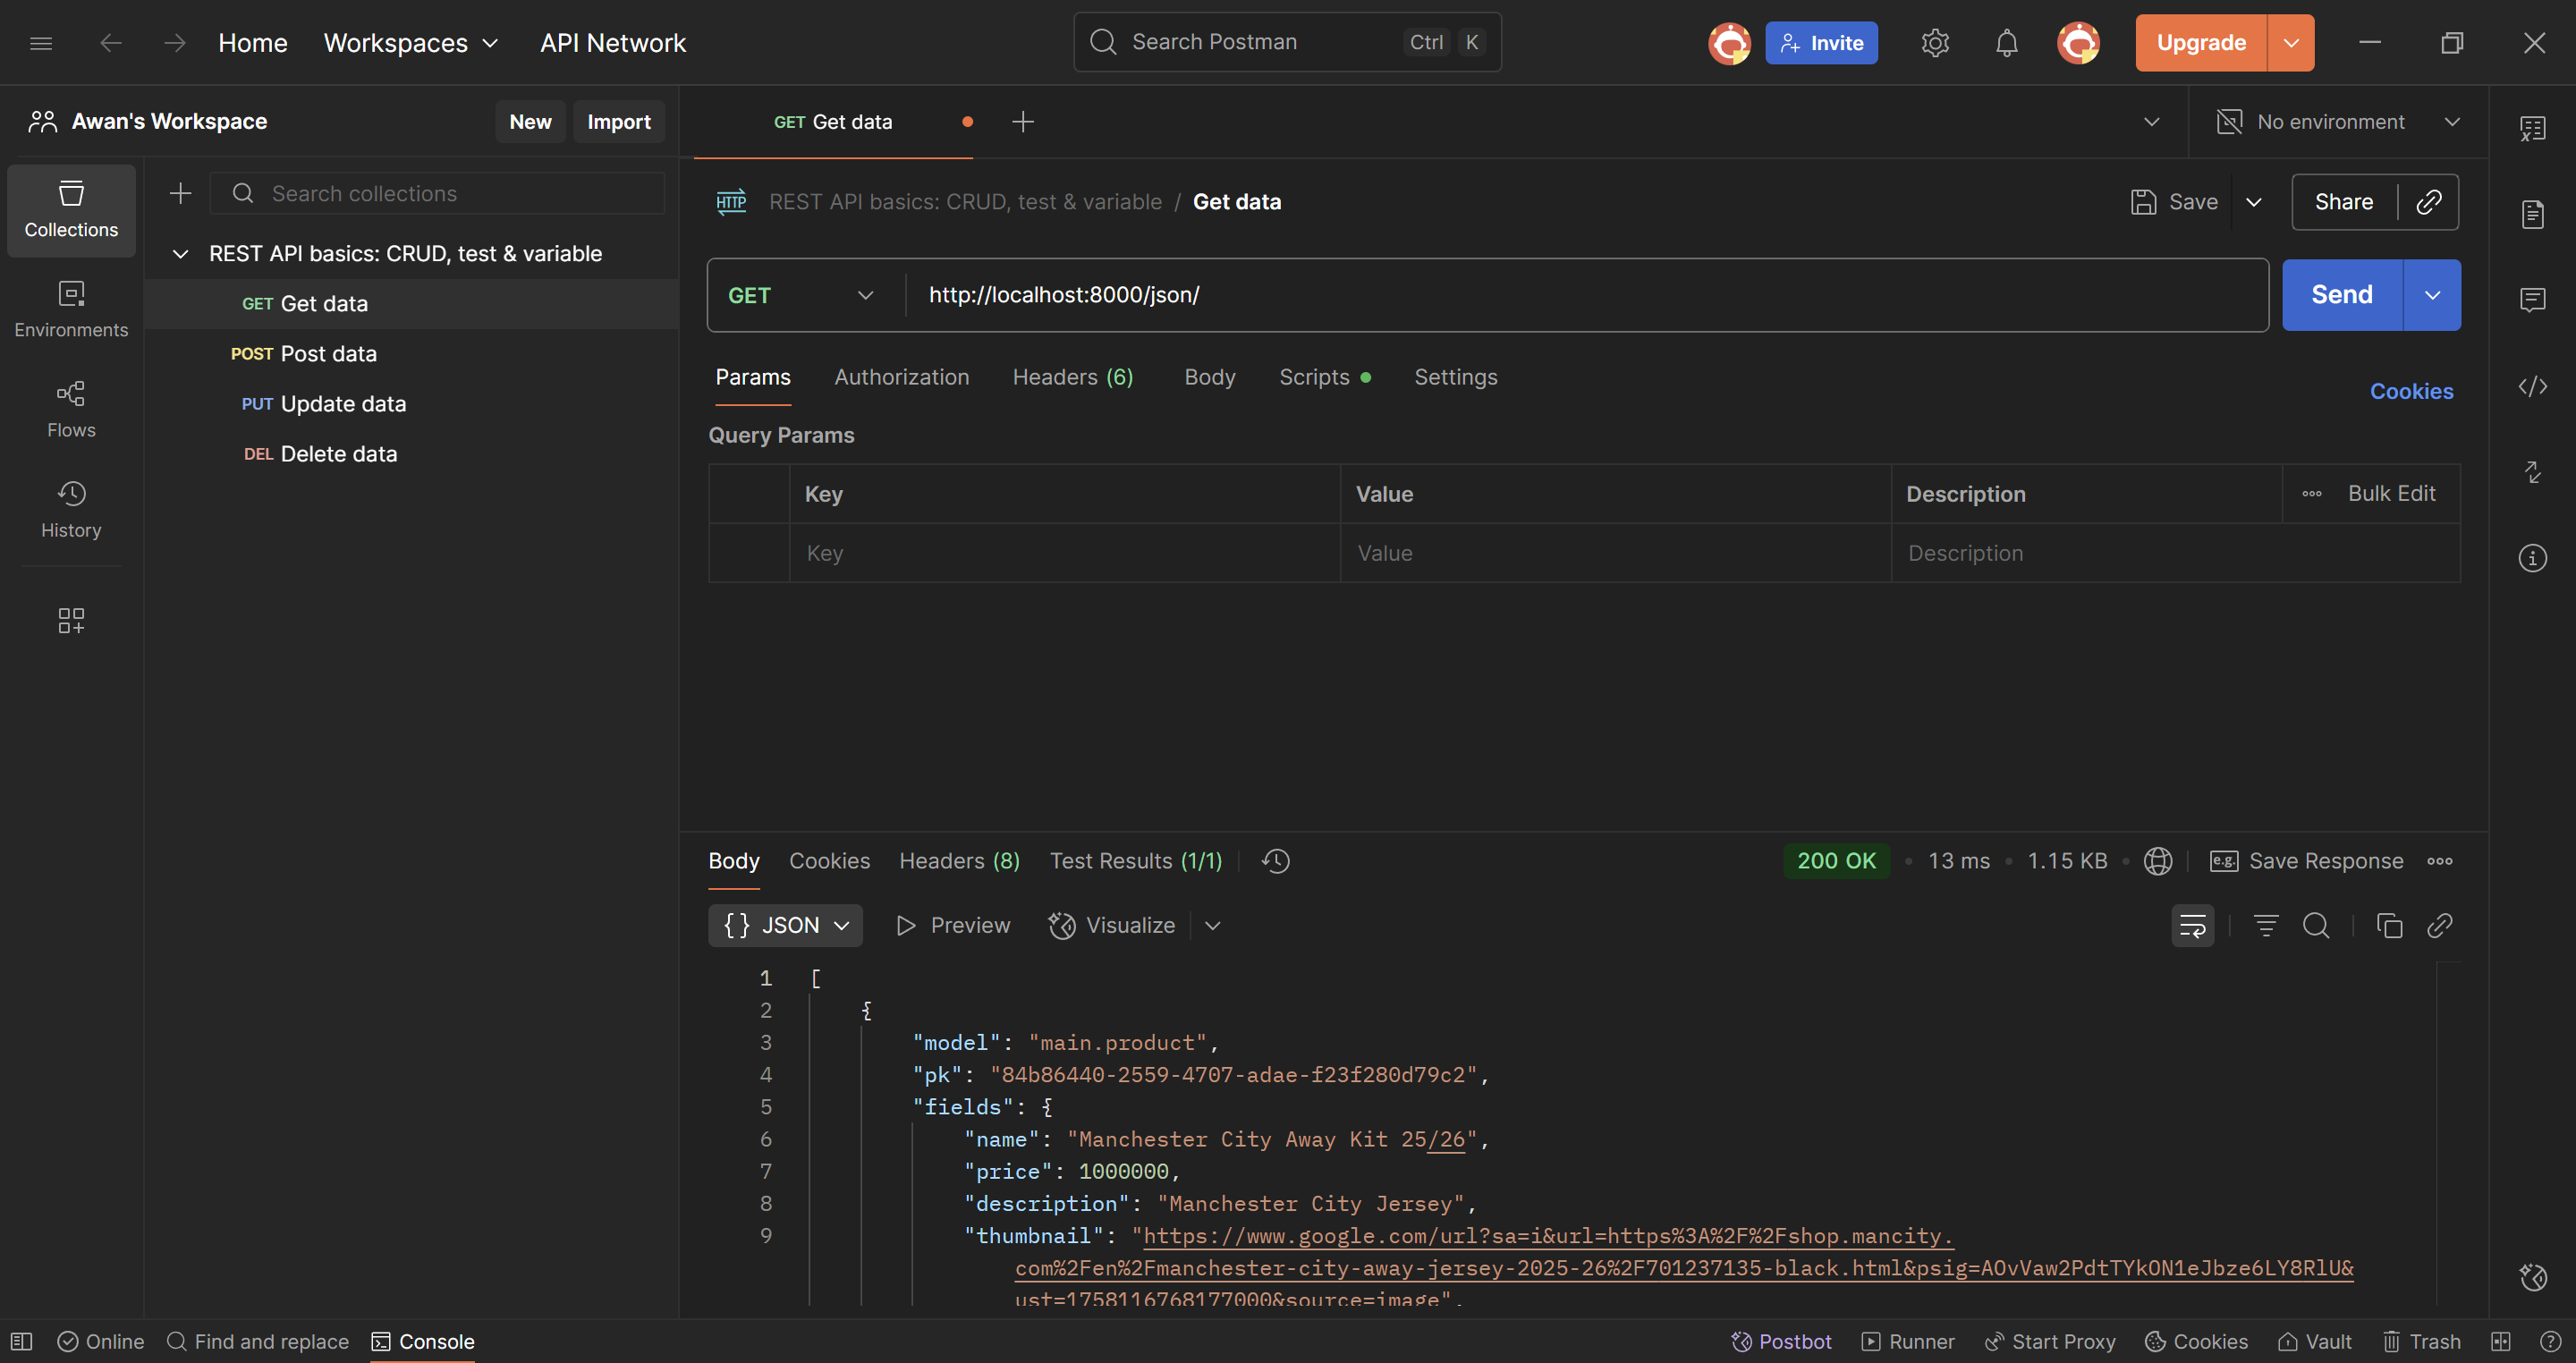 Home Workspaces API Network Search Postman Ctrl K Invite Upgrade
Awan's Workspace New Import GET Get data No environment
Collections
Search collections
REST API basics: CRUD, test & variable / Get data Save Share
REST API basics: CRUD, test & variable
GET Get data
GET http://localhost:8000/json/ Send
Environments
POST Post data
Params Authorization Headers (6) Body Scripts Settings Cookies
PUT Update data
Flows
Query Params
DEL Delete data
Key Value Description Bulk Edit
History
Key Value Description
Body Cookies Headers (8) Test Results (1/1) 200 OK 13 ms 1.15 KB e.g. Save Response
{} JSON Preview Visualize
1 [
2 {
3 "model": "main.product",
4 "pk": "84b86440-2559-4707-adae-f23f280d79c2",
5 "fields": {
6 "name": "Manchester City Away Kit 25/26",
7 "price": 1000000,
8 "description": "Manchester City Jersey",
9 "thumbnail": "https://www.google.com/url?sa=i&url=https%3A%2F%2Fshop.mancity.
com%2Fen%2Fmanchester-city-away-jersey-2025-26%2F701237135-black.html&psig=AOvVaw2PdtTYkON1eJbze6LY8RlU&
ust=1758116768177000&source=image",
Online Find and replace Console Postbot Runner Start Proxy Cookies Vault Trash